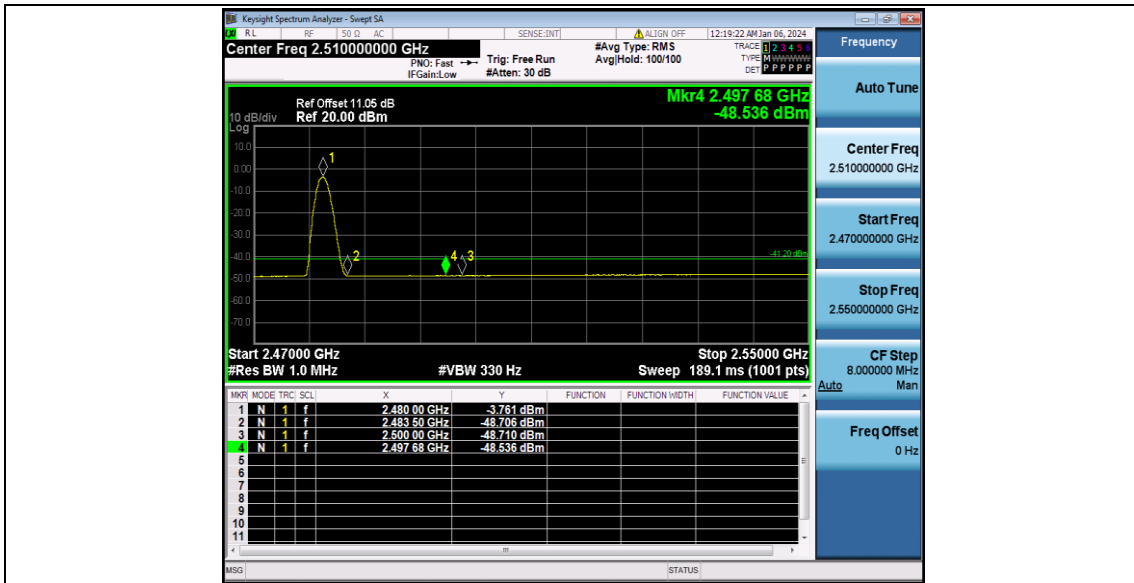 Keysight Spectrum Analyzer - Swept SA
RL RF 50 Ω AC SENSE:INT ALIGN OFF 12:19:22 AM Jan 06, 2024
Center Freq 2.510000000 GHz #Avg Type: RMS TRACE 1 2 3 4 5 6
PNO: Fast Trig: Free Run Avg|Hold: 100/100 TYPE M WWWWW
IFGain:Low #Atten: 30 dB DET P P P P P P
Frequency
Auto Tune
Center Freq
2.510000000 GHz
Start Freq
2.470000000 GHz
Stop Freq
2.550000000 GHz
CF Step
8.000000 MHz
Auto Man
Freq Offset
0 Hz
Mkr4 2.497 68 GHz
Ref Offset 11.05 dB
10 dB/div Ref 20.00 dBm -48.536 dBm
Log
10.0
0.00
-10.0
-20.0
-30.0
-40.0
-50.0
-60.0
-70.0
1
2
4
3
-41.20 dBm
Start 2.47000 GHz Stop 2.55000 GHz
#Res BW 1.0 MHz #VBW 330 Hz Sweep 189.1 ms (1001 pts)
MKR MODE TRC SCL X Y FUNCTION FUNCTION WIDTH FUNCTION VALUE
1 N 1 f 2.480 00 GHz -3.761 dBm
2 N 1 f 2.483 50 GHz -48.706 dBm
3 N 1 f 2.500 00 GHz -48.710 dBm
4 N 1 f 2.497 68 GHz -48.536 dBm
5
6
7
8
9
10
11
MSG STATUS